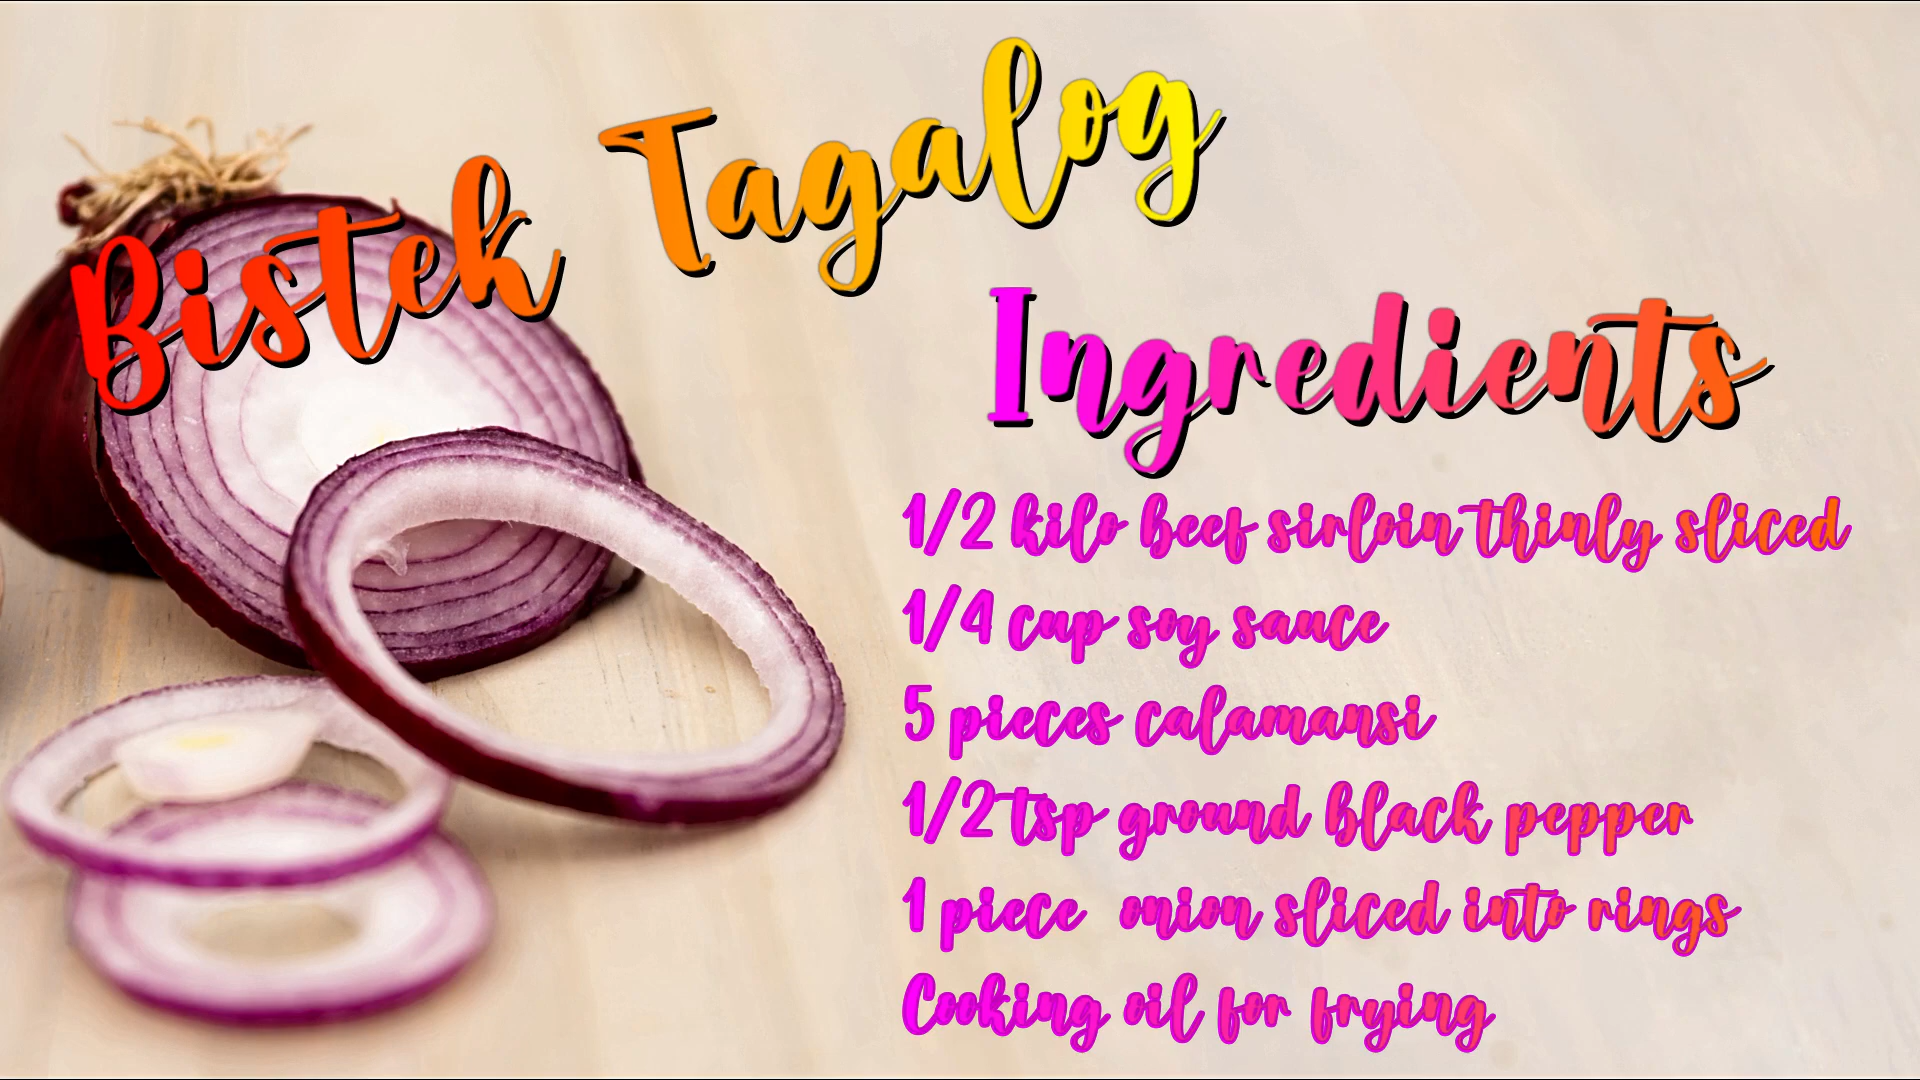 Bistek Tagalog
Ingredients
1/2 kilo beef sirloin thinly sliced
1/4 cup soy sauce
5 pieces calamansi
1/2 tsp ground black pepper
1 piece  onion sliced into rings
Cooking oil for frying